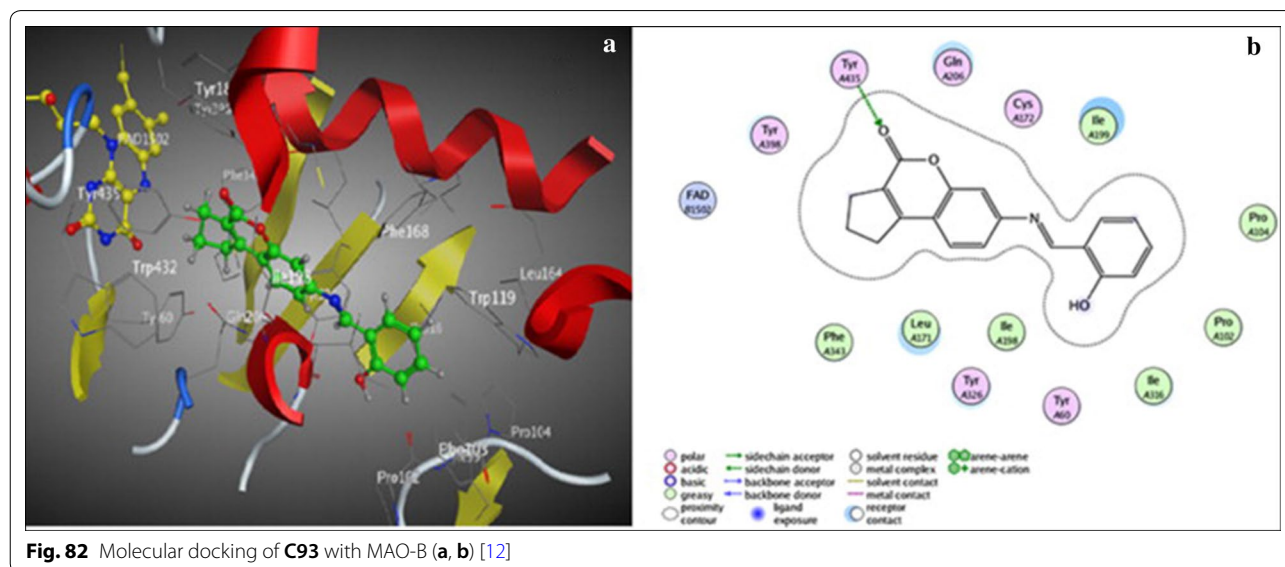 a
Tyr435
Trp432
Phe168
Leu164
Trp119
Pro104
b
Tyr
A435
Gln
A206
Cys
A172
Ile
A199
Tyr
A398
FAD
B1502
O
O
N
HO
Pro
A104
Phe
A343
Leu
A171
Ile
A198
Pro
A102
Tyr
A326
Tyr
A60
Ile
A316
polar
acidic
basic
greasy
proximity
contour
sidechain acceptor
sidechain donor
backbone acceptor
backbone donor
ligand
exposure
solvent residue
metal complex
solvent contact
metal contact
receptor
contact
arene-arene
arene-cation
Fig. 82 Molecular docking of C93 with MAO-B (a, b) [12]